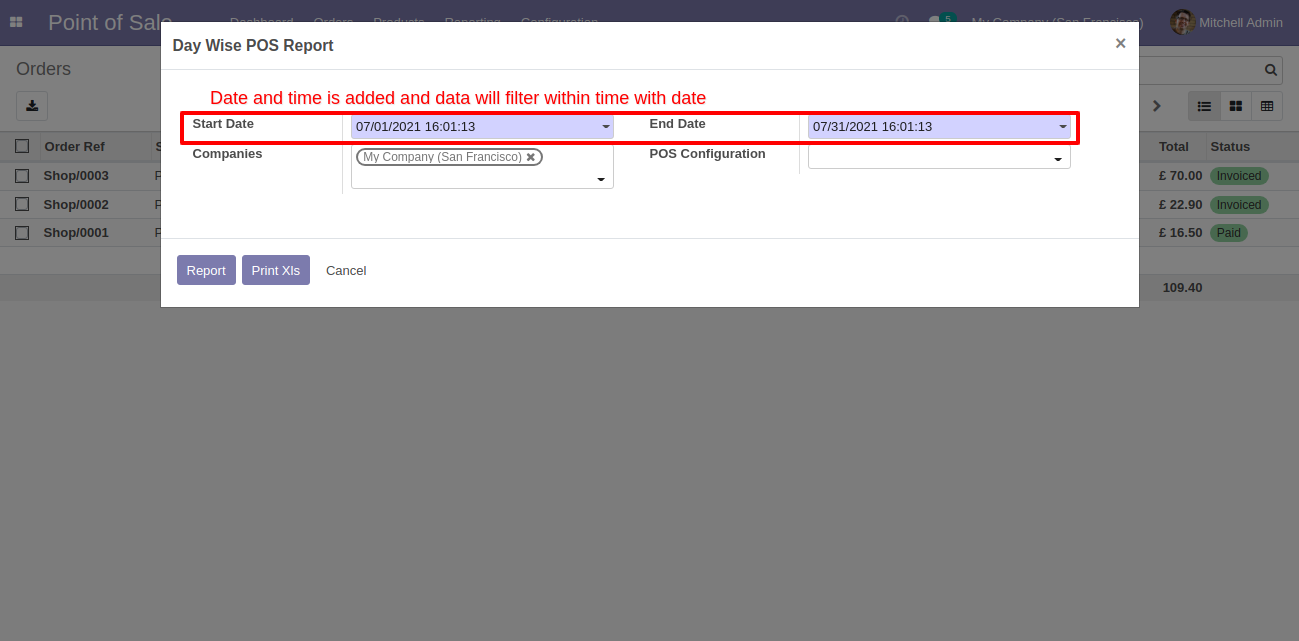 Point of Sale Dashboard Orders Products Reporting Configuration 5 My Company (San Francisco) Mitchell Admin
Day Wise POS Report ×
Orders
Date and time is added and data will filter within time with date
Start Date 07/01/2021 16:01:13 End Date 07/31/2021 16:01:13
Companies My Company (San Francisco) POS Configuration
Order Ref S Total Status
Shop/0003 P £ 70.00 Invoiced
Shop/0002 P £ 22.90 Invoiced
Shop/0001 P £ 16.50 Paid
Report Print Xls Cancel
109.40